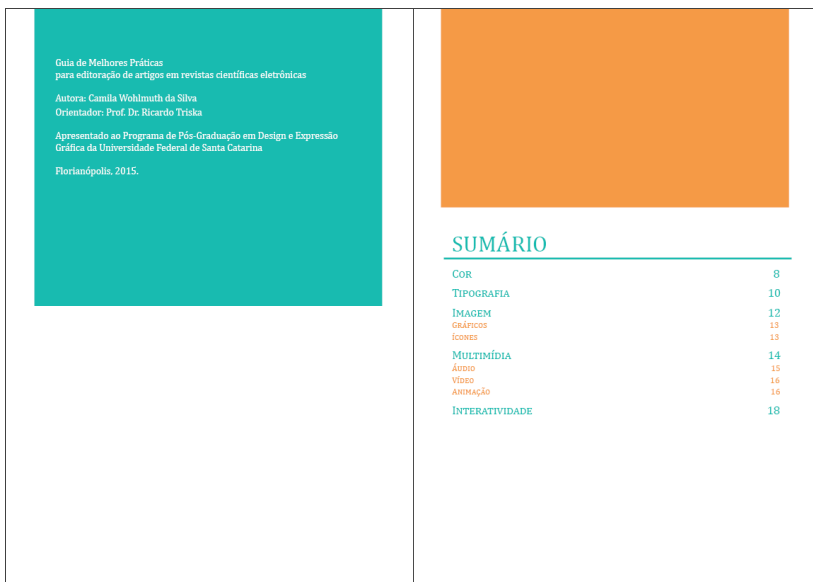 Guia de Melhores Práticas
para editoração de artigos em revistas científicas eletrônicas
Autora: Camila Wohlmuth da Silva
Orientador: Prof. Dr. Ricardo Triska
Apresentado ao Programa de Pós-Graduação em Design e Expressão
Gráfica da Universidade Federal de Santa Catarina
Florianópolis, 2015.
SUMÁRIO
Cor 8
Tipografia 10
Imagem 12
Gráficos 13
ícones 13
Multimídia 14
Áudio 15
Vídeo 16
Animação 16
Interatividade 18